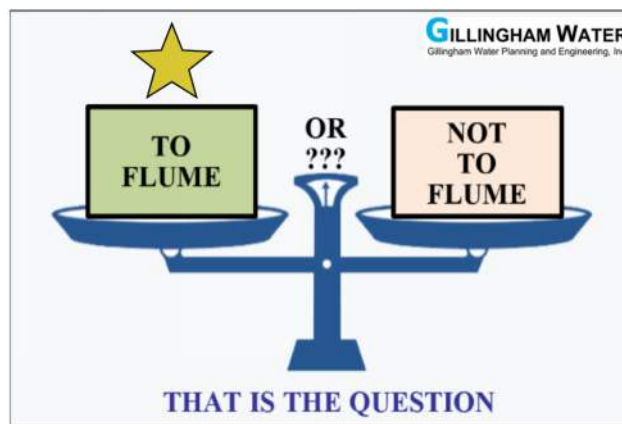 GILLINGHAM WATER
Gillingham Water Planning and Engineering, Inc
TO
FLUME
OR
???
NOT
TO
FLUME
THAT IS THE QUESTION